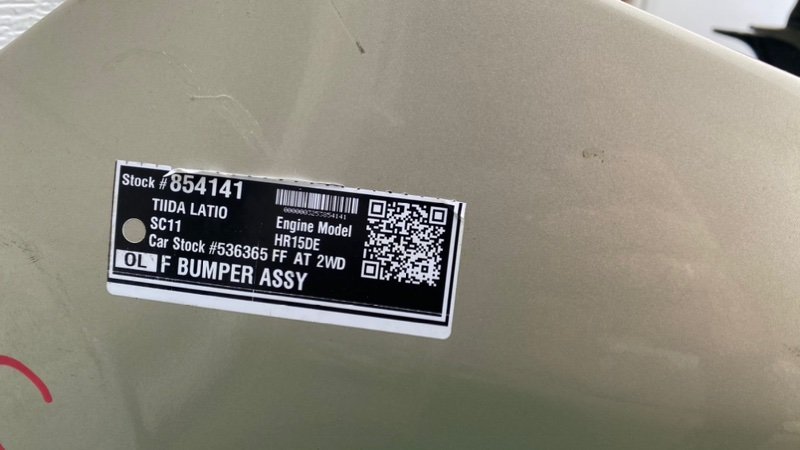 Stock #854141
TIIDA LATIO
SC11
Engine Model
HR15DE
Car Stock #536365 FF AT 2WD
OL F BUMPER ASSY